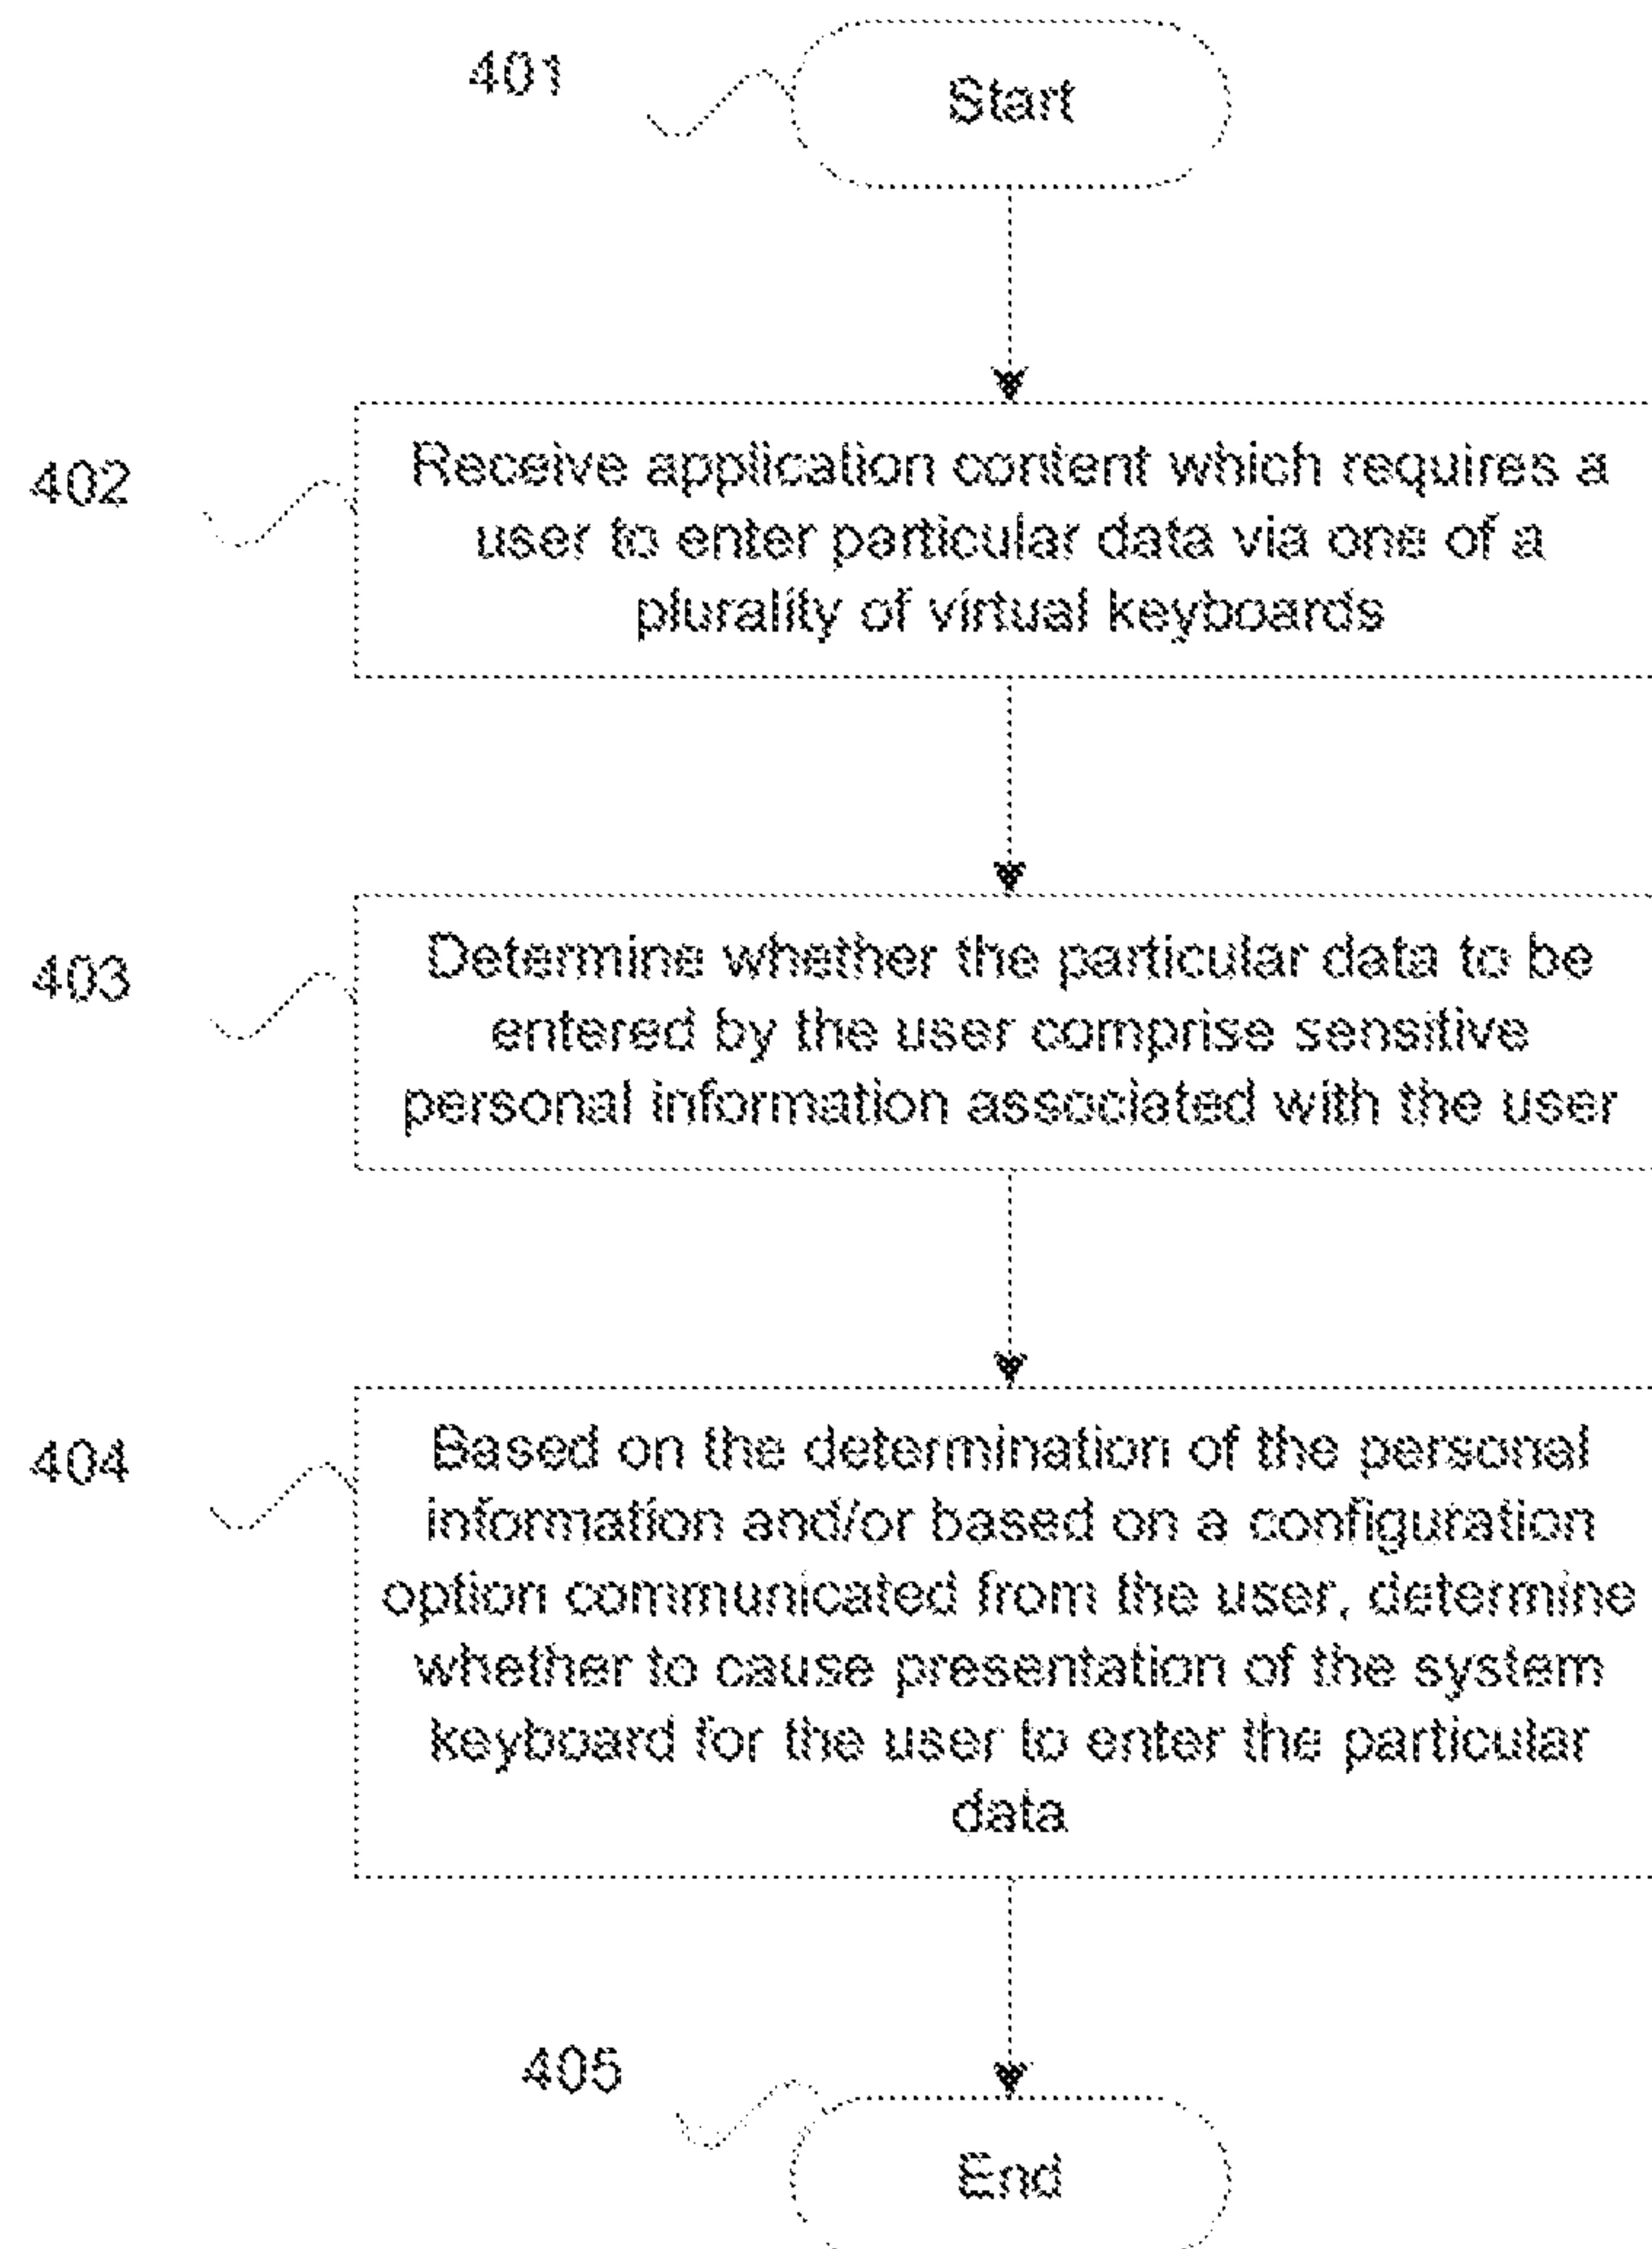 401
Start
402
Receive application content which requires a
user to enter particular data via one of a
plurality of virtual keyboards
403
Determine whether the particular data to be
entered by the user comprise sensitive
personal information associated with the user
404
Based on the determination of the personal
information and/or based on a configuration
option communicated from the user, determine
whether to cause presentation of the system
keyboard for the user to enter the particular
data
405
End